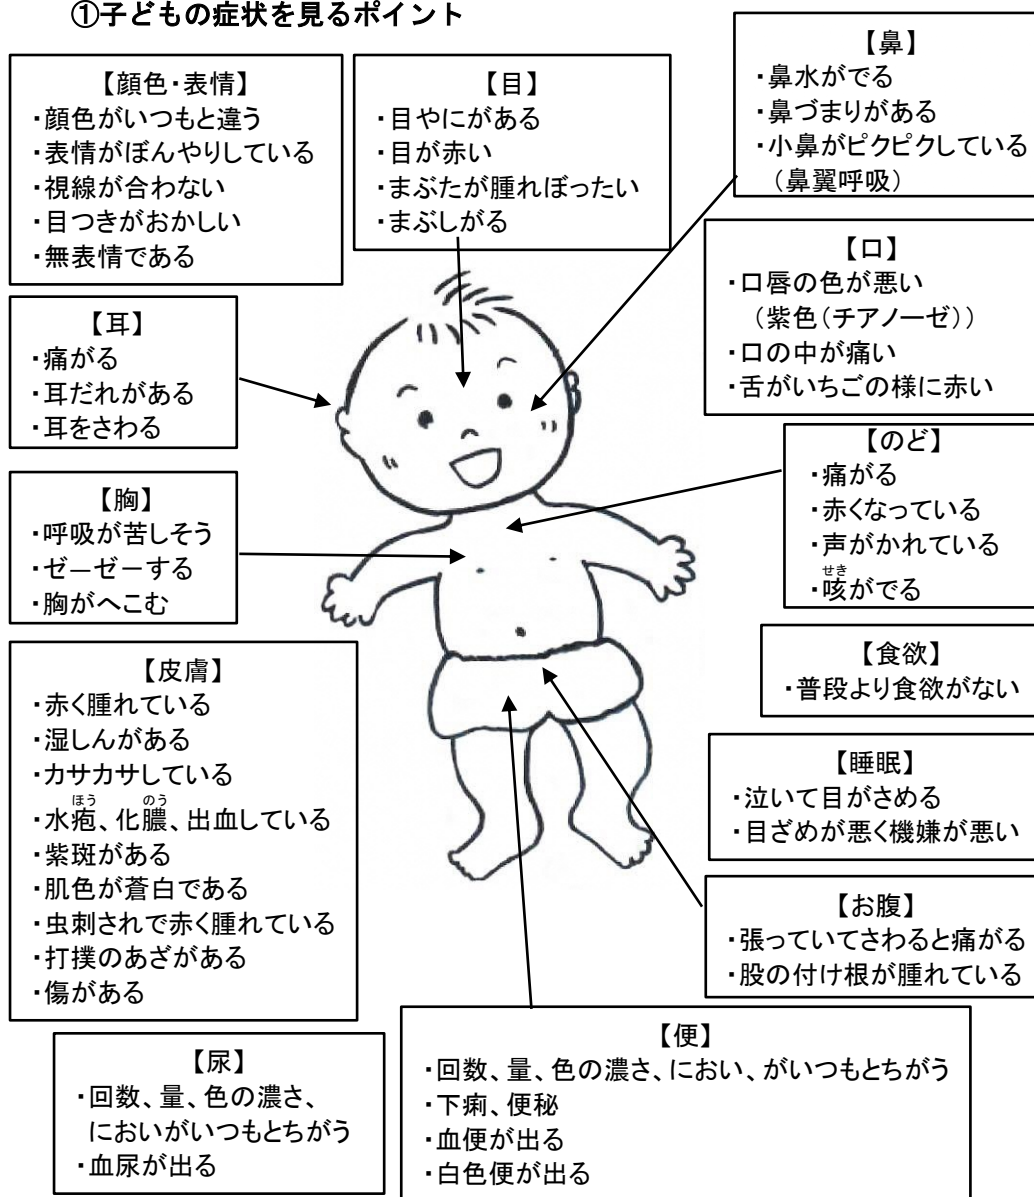 ①子どもの症状を見るポイント
【顔色・表情】
・顔色がいつもと違う
・表情がぼんやりしている
・視線が合わない
・目つきがおかしい
・無表情である
【目】
・目やにがある
・目が赤い
・まぶたが腫れぼったい
・まぶしがる
【鼻】
・鼻水がでる
・鼻づまりがある
・小鼻がピクピクしている
（鼻翼呼吸）
【口】
・口唇の色が悪い
（紫色（チアノーゼ））
・口の中が痛い
・舌がいちごの様に赤い
【耳】
・痛がる
・耳だれがある
・耳をさわる
【のど】
・痛がる
・赤くなっている
・声がかれている
せき
・咳がでる
【胸】
・呼吸が苦しそう
・ゼーゼーする
・胸がへこむ
【食欲】
・普段より食欲がない
【皮膚】
・赤く腫れている
・湿しんがある
・カサカサしている
ほう のう
・水疱、化膿、出血している
・紫斑がある
・肌色が蒼白である
・虫刺されで赤く腫れている
・打撲のあざがある
・傷がある
【睡眠】
・泣いて目がさめる
・目ざめが悪く機嫌が悪い
【お腹】
・張っていてさわると痛がる
・股の付け根が腫れている
【尿】
・回数、量、色の濃さ、
においがいつもとちがう
・血尿が出る
【便】
・回数、量、色の濃さ、におい、がいつもとちがう
・下痢、便秘
・血便が出る
・白色便が出る